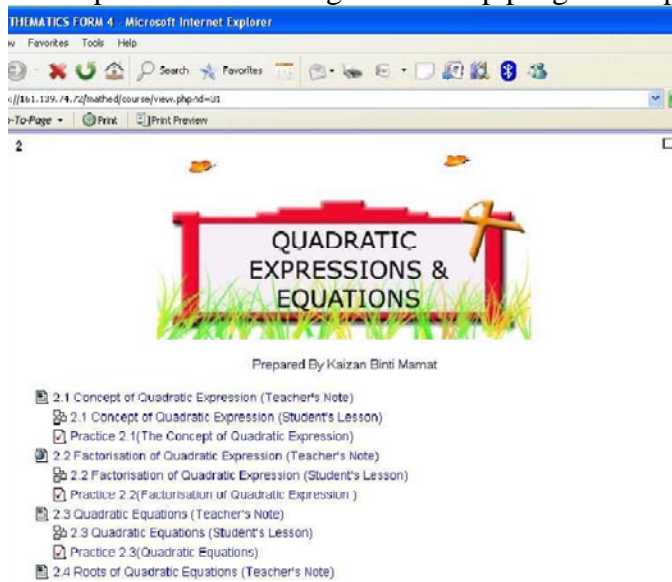 THEMATICS FORM 4 - Microsoft Internet Explorer
Favorites Tools Help
Search Favorites
//161.139.74.72/mathed/course/view.php?id=31
-To-Page Print Print Preview
2
QUADRATIC
EXPRESSIONS &
EQUATIONS
Prepared By Kaizan Binti Mamat
2.1 Concept of Quadratic Expression (Teacher's Note)
2.1 Concept of Quadratic Expression (Student's Lesson)
Practice 2.1(The Concept of Quadratic Expression)
2.2 Factorisation of Quadratic Expression (Teacher's Note)
2.2 Factorisation of Quadratic Expression (Student's Lesson)
Practice 2.2(Factorisation of Quadratic Expression )
2.3 Quadratic Equations (Teacher's Note)
2.3 Quadratic Equations (Student's Lesson)
Practice 2.3(Quadratic Equations)
2.4 Roots of Quadratic Equations (Teacher's Note)